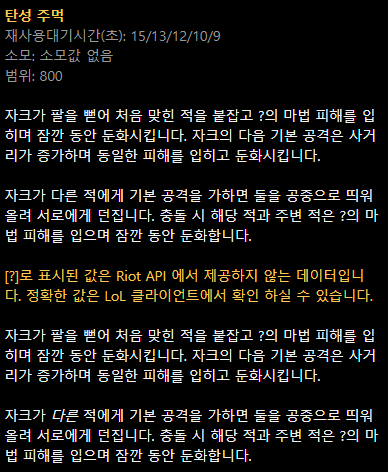 탄성 주먹
재사용대기시간(초): 15/13/12/10/9
소모: 소모값 없음
범위: 800
자크가 팔을 뻗어 처음 맞힌 적을 붙잡고 ?의 마법 피해를 입
히며 잠깐 동안 둔화시킵니다. 자크의 다음 기본 공격은 사거
리가 증가하며 동일한 피해를 입히고 둔화시킵니다.
자크가 다른 적에게 기본 공격을 가하면 둘을 공중으로 띄워
올려 서로에게 던집니다. 충돌 시 해당 적과 주변 적은 ?의 마
법 피해를 입으며 잠깐 동안 둔화합니다.
[?]로 표시된 값은 Riot API 에서 제공하지 않는 데이터입니
다. 정확한 값은 LoL 클라이언트에서 확인 하실 수 있습니다.
자크가 팔을 뻗어 처음 맞힌 적을 붙잡고 ?의 마법 피해를 입
히며 잠깐 동안 둔화시킵니다. 자크의 다음 기본 공격은 사거
리가 증가하며 동일한 피해를 입히고 둔화시킵니다.
자크가 다른 적에게 기본 공격을 가하면 둘을 공중으로 띄워
올려 서로에게 던집니다. 충돌 시 해당 적과 주변 적은 ?의 마
법 피해를 입으며 잠깐 동안 둔화합니다.